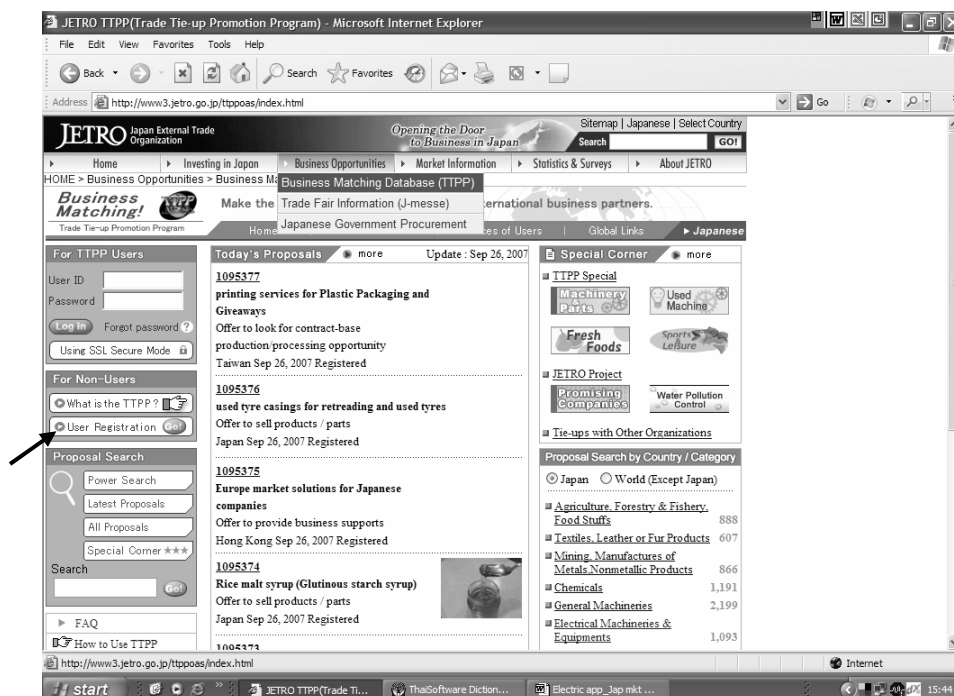 JETRO TTPP(Trade Tie-up Promotion Program) - Microsoft Internet Explorer
File Edit View Favorites Tools Help
Back Search Favorites
Address http://www3.jetro.go.jp/ttppoas/index.html Go
JETRO Japan External Trade Organization
Opening the Door to Business in Japan
Sitemap | Japanese | Select Country
Search GO!
Home Investing in Japan Business Opportunities Market Information Statistics & Surveys About JETRO
HOME > Business Opportunities > Business Ma
Business Matching Database (TTPP)
Trade Fair Information (J-messe)
Japanese Government Procurement
Business Matching!
Trade Tie-up Promotion Program
Make the ernational business partners.
Home ces of Users | Global Links Japanese
For TTPP Users
User ID
Password
Log In Forgot password ?
Using SSL Secure Mode
For Non-Users
What is the TTPP?
User Registration Go!
Proposal Search
Power Search
Latest Proposals
All Proposals
Special Corner ★★★
Search
Go!
FAQ
How to Use TTPP
Today's Proposals more Update : Sep 26, 2007
1095377
printing services for Plastic Packaging and
Giveaways
Offer to look for contract-base
production/processing opportunity
Taiwan Sep 26, 2007 Registered
1095376
used tyre casings for retreading and used tyres
Offer to sell products / parts
Japan Sep 26, 2007 Registered
1095375
Europe market solutions for Japanese
companies
Offer to provide business supports
Hong Kong Sep 26, 2007 Registered
1095374
Rice malt syrup (Glutinous starch syrup)
Offer to sell products / parts
Japan Sep 26, 2007 Registered
1095373
Special Corner more
TTPP Special
Machinery & Parts
Used Machine
Fresh Foods
Sports Leisure
JETRO Project
Promising Companies
Water Pollution Control
Tie-ups with Other Organizations
Proposal Search by Country / Category
Japan World (Except Japan)
Agriculture, Forestry & Fishery, Food Stuffs 888
Textiles, Leather or Fur Products 607
Mining, Manufactures of Metals,Nonmetallic Products 866
Chemicals 1,191
General Machineries 2,199
Electrical Machineries & Equipments 1,093
http://www3.jetro.go.jp/ttppoas/index.html Internet
start JETRO TTPP(Trade Ti... ThaiSoftware Diction... Electric app_Jap mkt ... 15:44